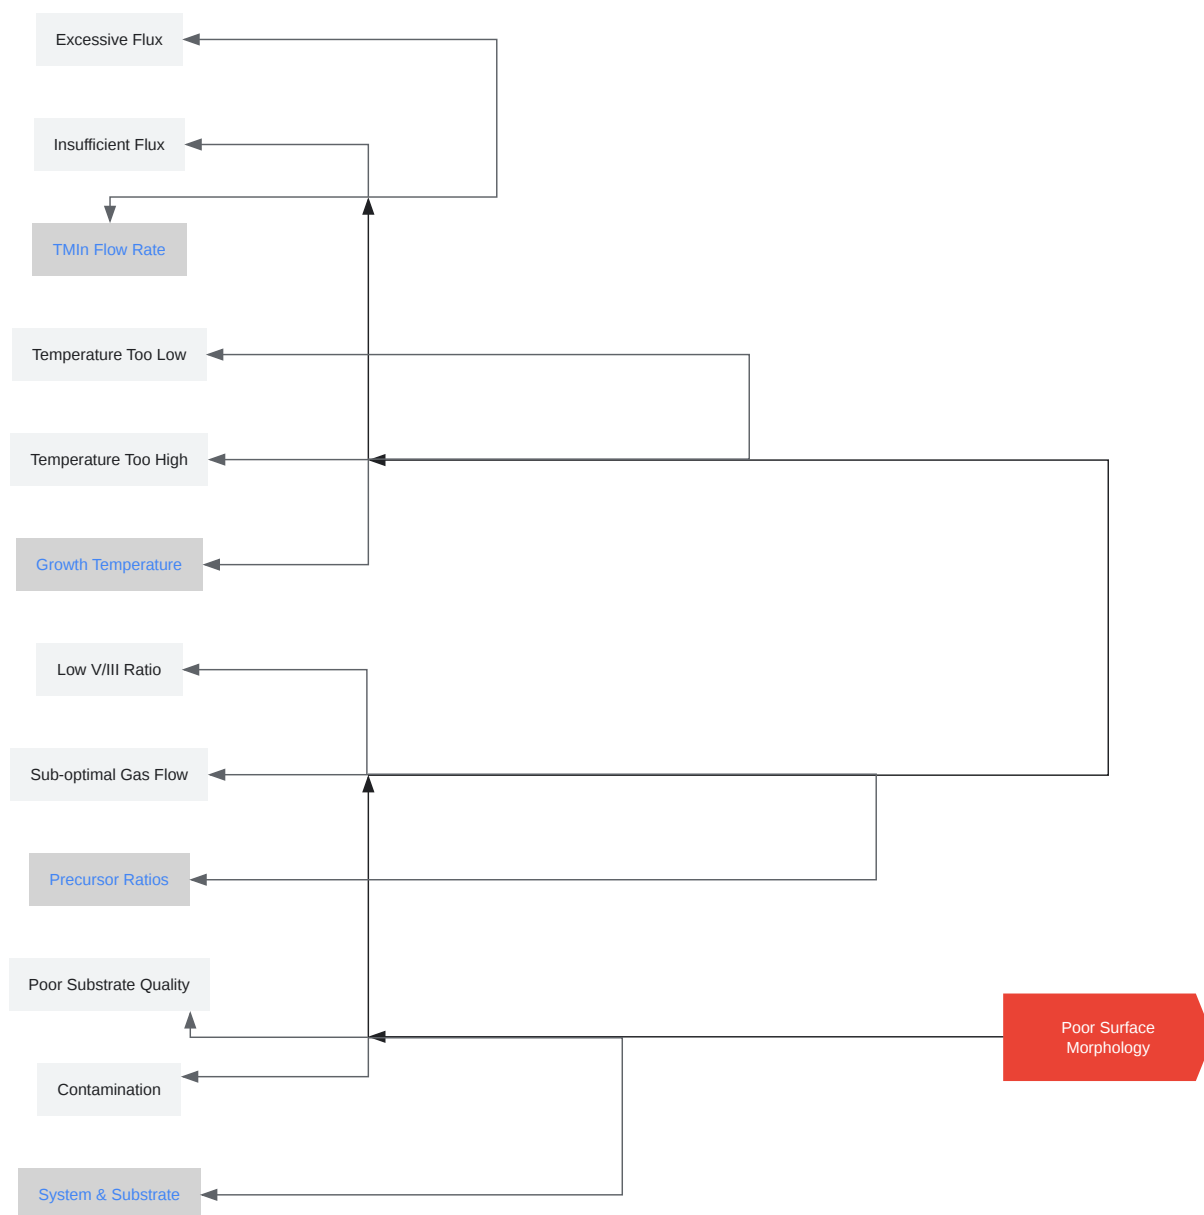 Excessive Flux
Insufficient Flux
TMIn Flow Rate
Temperature Too Low
Temperature Too High
Growth Temperature
Low V/III Ratio
Sub-optimal Gas Flow
Precursor Ratios
Poor Substrate Quality
Poor Surface
Morphology
Contamination
System & Substrate